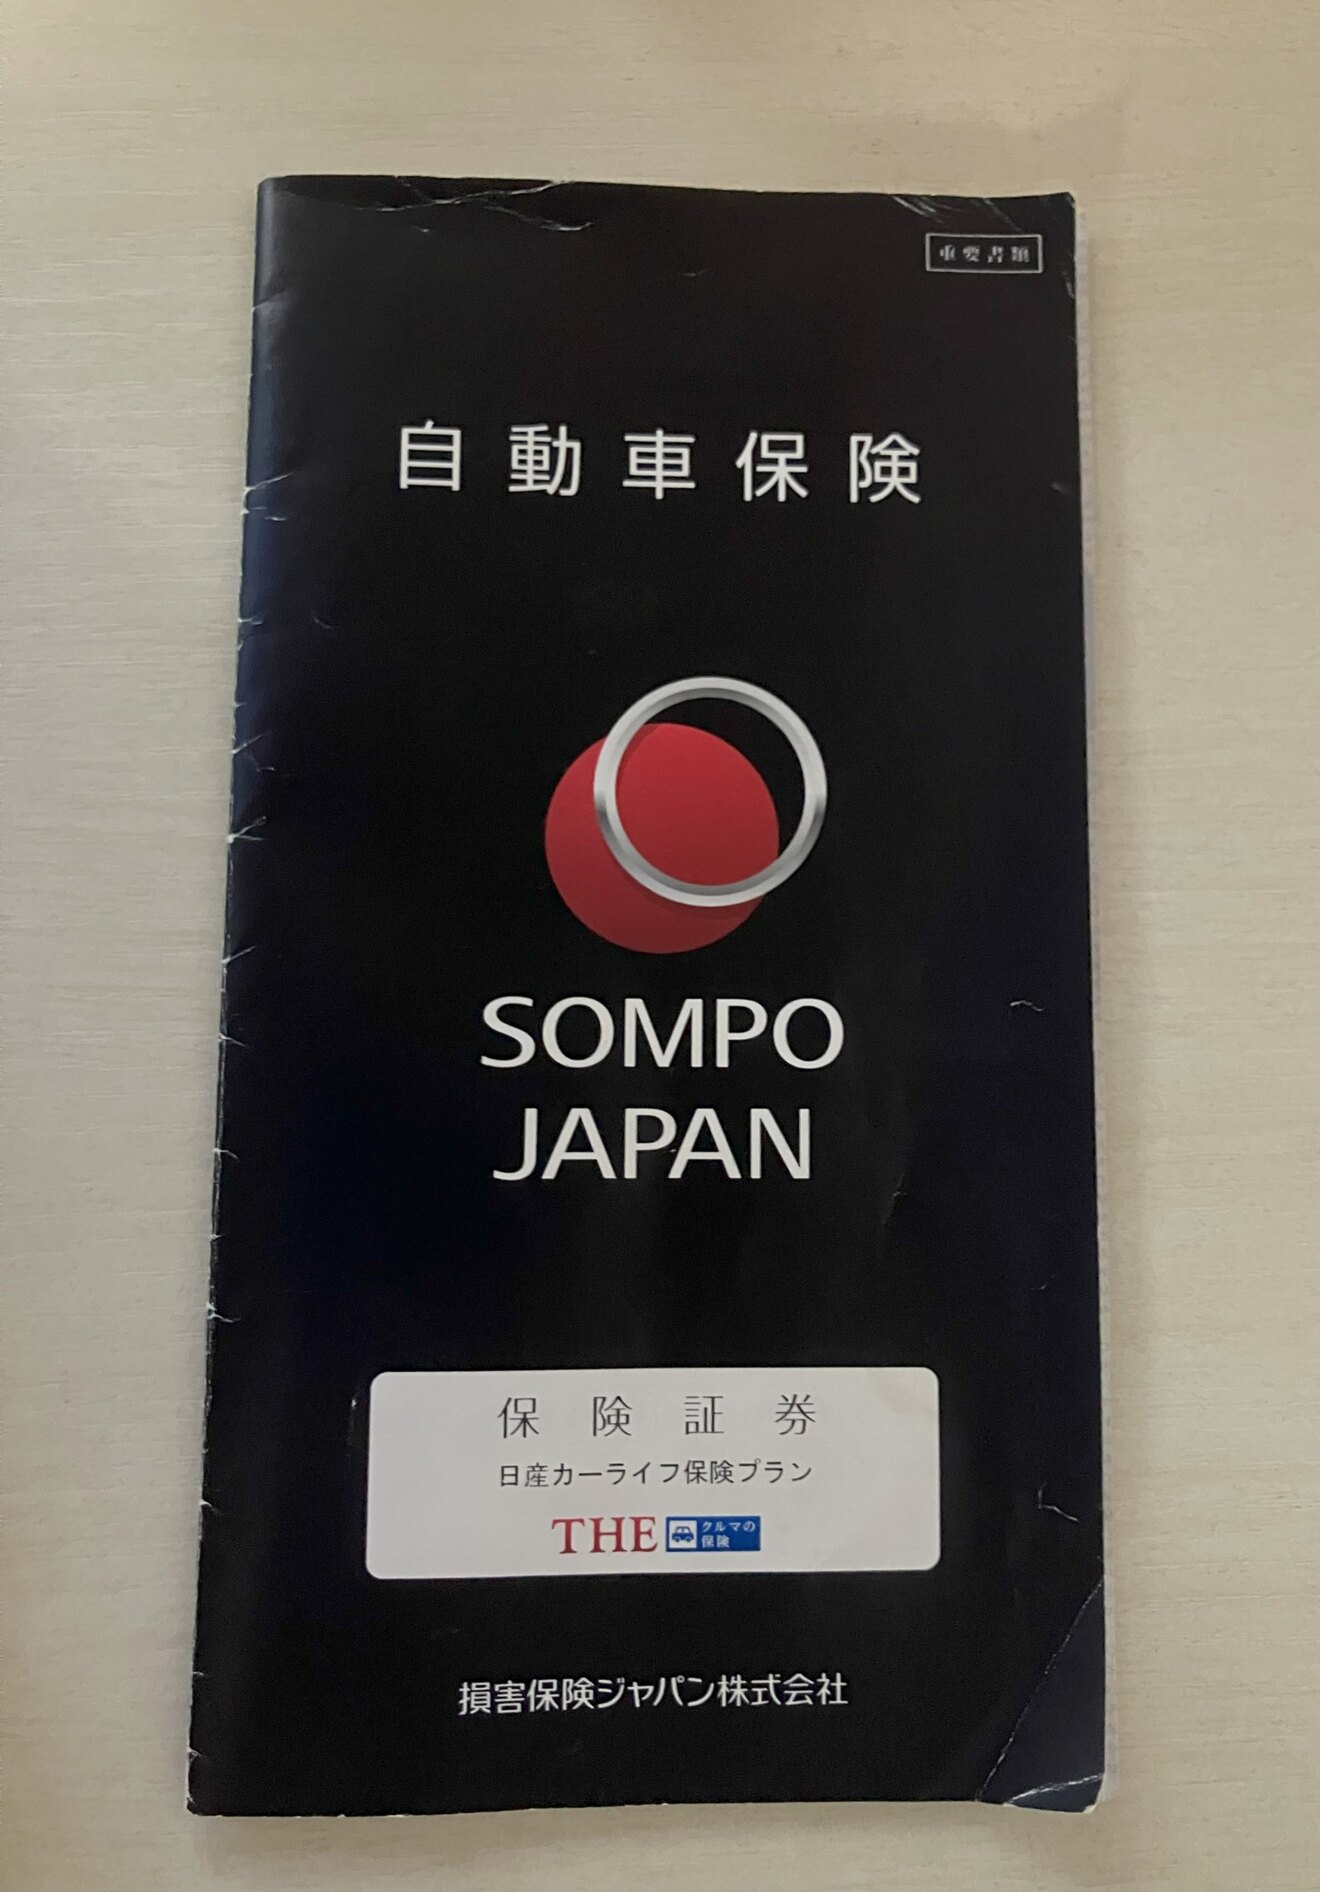 重要書類
自動車保険
SOMPO
JAPAN
保険証券
日産カーライフ保険プラン
THE クルマの
保険
損害保険ジャパン株式会社